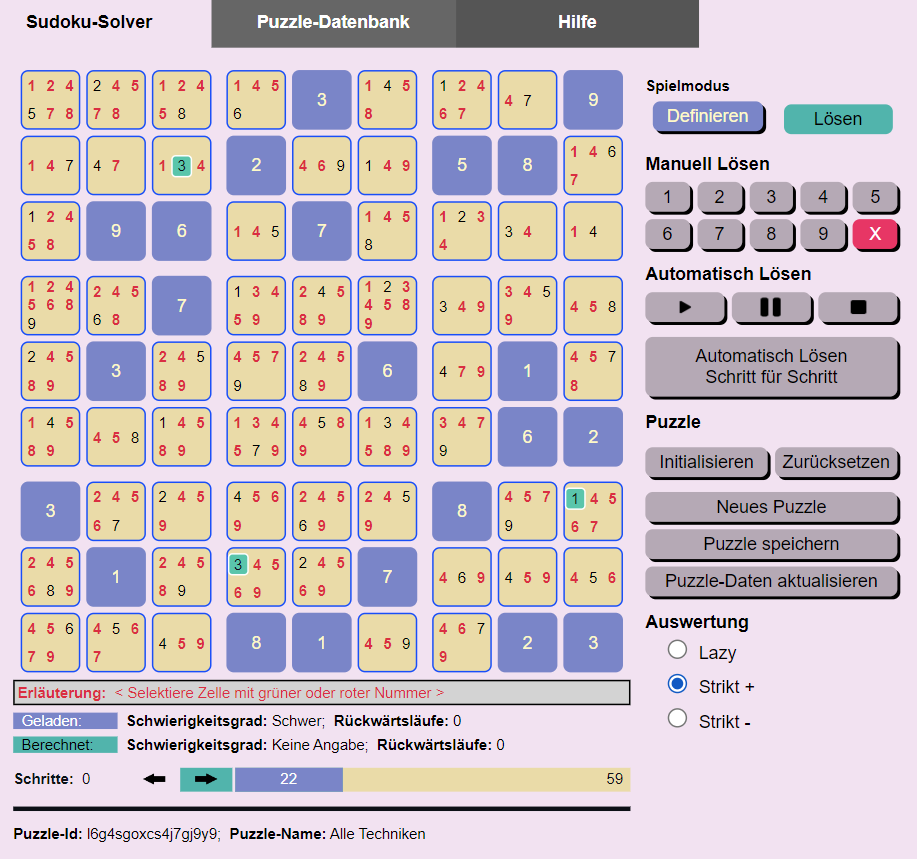 Sudoku-Solver Puzzle-Datenbank Hilfe
1 2 4 2 4 5 1 2 4 1 4 5 1 4 5 1 2 4
3 4 7 9
5 7 8 7 8 5 8 6 8 6 7
1 4 6
1 4 7 4 7 1 3 4 2 4 6 9 1 4 9 5 8
7
1 2 4 1 4 5 1 2 3
9 6 1 4 5 7 3 4 1 4
5 8 8 4
1 2 4 2 4 5 1 3 4 2 4 5 1 2 3 3 4 5
5 6 8 7 4 5 8 3 4 9 4 5 8
9 6 8 5 9 8 9 9 9
2 4 5 2 4 5 4 5 7 2 4 5 4 5 7
3 6 4 7 9 1
8 9 8 9 9 8 9 8
1 4 5 1 4 5 1 3 4 4 5 8 1 3 4 3 4 7
4 5 8 6 2
8 9 8 9 5 7 9 9 5 8 9 9
2 4 5 2 4 5 4 5 6 2 4 5 2 4 5 4 5 7 1 4 5
3 8
6 7 9 9 6 9 9 9 6 7
2 4 5 2 4 5 3 4 5 2 4 5
1 7 4 6 9 4 5 9 4 5 6
6 8 9 8 9 6 9 6 9
4 5 6 4 5 6 4 6 7
4 5 9 8 1 4 5 9 2 3
7 9 7 9
Erläuterung: < Selektiere Zelle mit grüner oder roter Nummer >
Geladen: Schwierigkeitsgrad: Schwer; Rückwärtsläufe: 0
Berechnet: Schwierigkeitsgrad: Keine Angabe; Rückwärtsläufe: 0
Schritte: 0 22 59
Puzzle-Id: l6g4sgoxcs4j7gj9y9; Puzzle-Name: Alle Techniken
Spielmodus
Definieren Lösen
Manuell Lösen
1 2 3 4 5
6 7 8 9 X
Automatisch Lösen
Automatisch Lösen
Schritt für Schritt
Puzzle
Initialisieren Zurücksetzen
Neues Puzzle
Puzzle speichern
Puzzle-Daten aktualisieren
Auswertung
Lazy
Strikt +
Strikt -